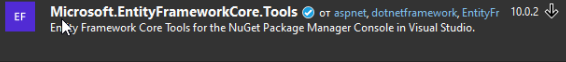 EF Microsoft.EntityFrameworkCore.Tools от aspnet, dotnetframework, EntityFr 10.0.2
Entity Framework Core Tools for the NuGet Package Manager Console in Visual Studio.